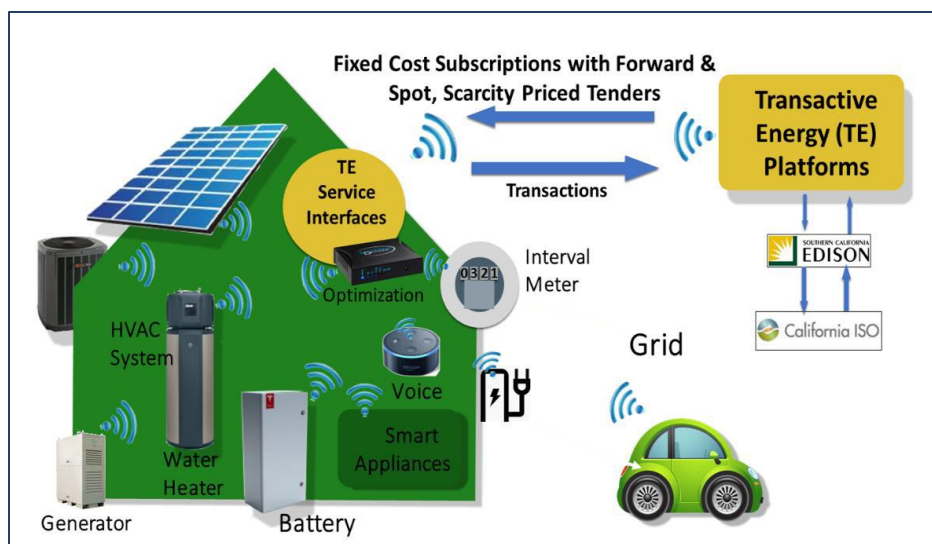 Fixed Cost Subscriptions with Forward &
Spot, Scarcity Priced Tenders
Transactive
Energy (TE)
Platforms
Transactions
TE
Service
Interfaces
Optimization
0321
Interval
Meter
SOUTHERN CALIFORNIA
EDISON
California ISO
HVAC
System
Voice
Grid
Water
Heater
Smart
Appliances
Generator
Battery